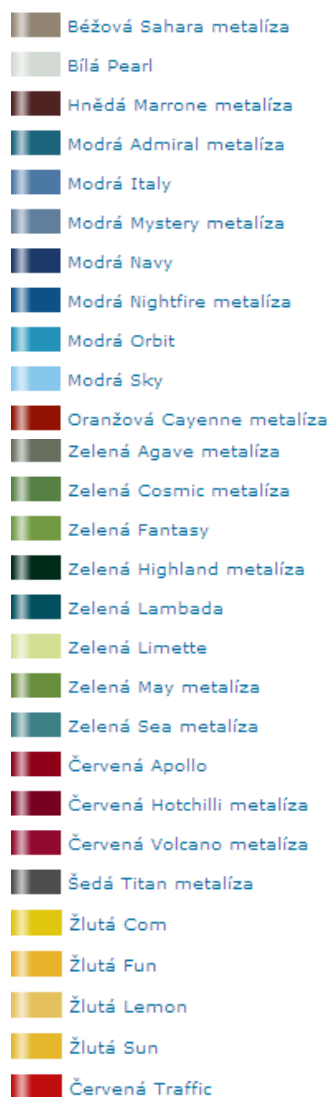 Béžová Sahara metalíza
Bílá Pearl
Hnědá Marrone metalíza
Modrá Admiral metalíza
Modrá Italy
Modrá Mystery metalíza
Modrá Navy
Modrá Nightfire metalíza
Modrá Orbit
Modrá Sky
Oranžová Cayenne metalíza
Zelená Agave metalíza
Zelená Cosmic metalíza
Zelená Fantasy
Zelená Highland metalíza
Zelená Lambada
Zelená Limette
Zelená May metalíza
Zelená Sea metalíza
Červená Apollo
Červená Hotchilli metalíza
Červená Volcano metalíza
Šedá Titan metalíza
Žlutá Com
Žlutá Fun
Žlutá Lemon
Žlutá Sun
Červená Traffic